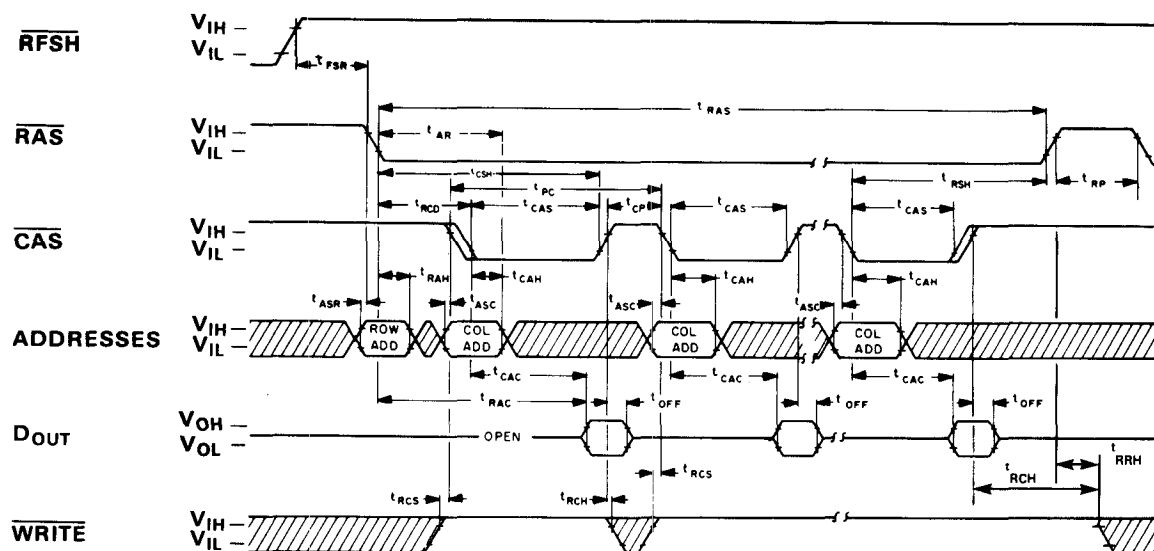 RFSH
VIH
VIL
tFSR
RAS
VIH
VIL
tRAS
tAR
tCSH
tPC
tRSH
tRP
CAS
VIH
VIL
tRCD
tCAS
tCP
tCAS
tCAS
tASR
tRAH
tASC
tCAH
tASC
tCAH
tASC
tCAH
ADDRESSES
VIH
VIL
ROW ADD
COL ADD
COL ADD
COL ADD
tCAC
tCAC
tCAC
tRAC
tOFF
tOFF
tOFF
DOUT
VOH
VOL
OPEN
tRCS
tRRH
tRCH
tRCS
tRCH
WRITE
VIH
VIL